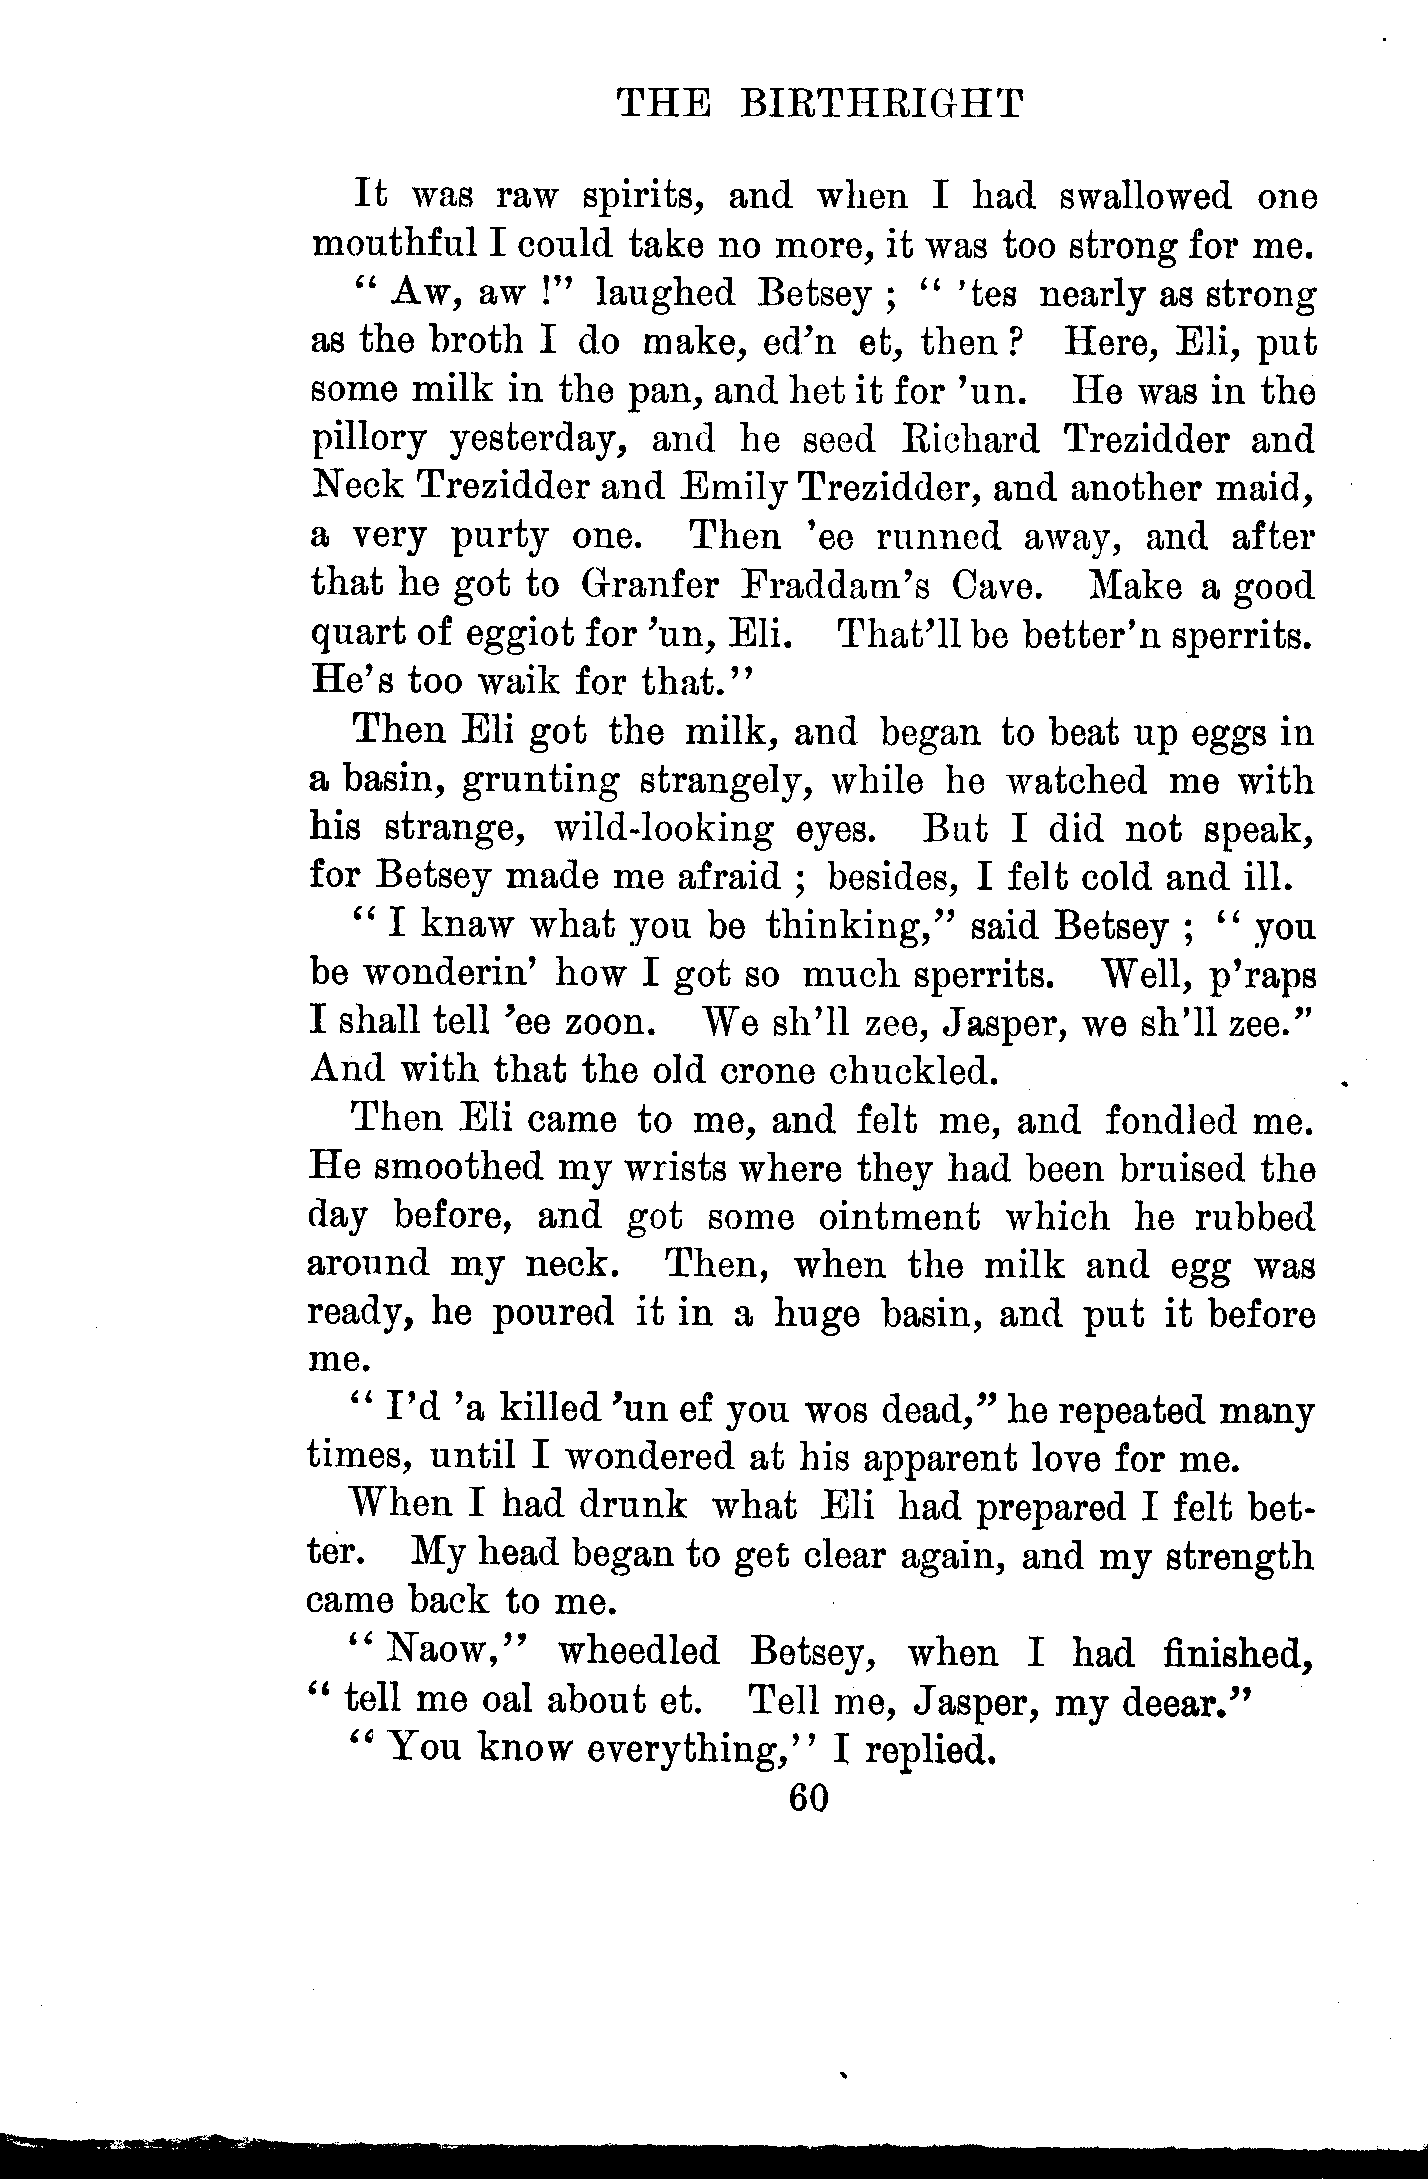 THE BIRTHRIGHT
It was raw spirits, and when I had swallowed one
mouthful I could take no more, it was too strong for me.
“ Aw, aw !” laughed Betsey ; “ ’tes nearly as strong
as the broth I do make, ed’n et, then ? Here, Eli, put
some milk in the pan, and het it for ’un. He was in the
pillory yesterday, and he seed Richard Trezidder and
Neck Trezidder and Emily Trezidder, and another maid,
a very purty one. Then ’ee runned away, and after
that he got to Granfer Fraddam’s Cave. Make a good
quart of eggiot for ’un, Eli. That’ll be better’n sperrits.
He’s too waik for that.”
Then Eli got the milk, and began to beat up eggs in
a basin, grunting strangely, while he watched me with
his strange, wild-looking eyes. But I did not speak,
for Betsey made me afraid ; besides, I felt cold and ill.
“ I knaw what you be thinking,” said Betsey ; “ you
be wonderin’ how I got so much sperrits. Well, p’raps
I shall tell ’ee zoon. We sh’ll zee, Jasper, we sh’ll zee.”
And with that the old crone chuckled.
Then Eli came to me, and felt me, and fondled me.
He smoothed my wrists where they had been bruised the
day before, and got some ointment which he rubbed
around my neck. Then, when the milk and egg was
ready, he poured it in a huge basin, and put it before
me.
“ I’d ’a killed ’un ef you wos dead,” he repeated many
times, until I wondered at his apparent love for me.
When I had drunk what Eli had prepared I felt bet-
ter. My head began to get clear again, and my strength
came back to me.
“ Naow,” wheedled Betsey, when I had finished,
“ tell me oal about et. Tell me, Jasper, my deear.”
“ You know everything,” I replied.
60